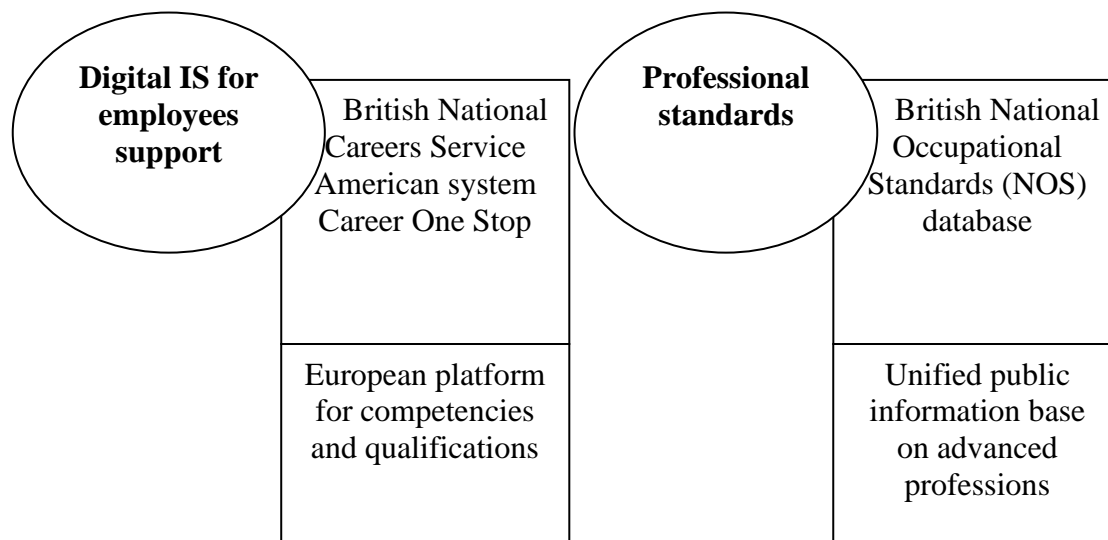 Digital IS for
employees
support
British National
Careers Service
American system
Career One Stop
European platform
for competencies
and qualifications
Professional
standards
British National
Occupational
Standards (NOS)
database
Unified public
information base
on advanced
professions